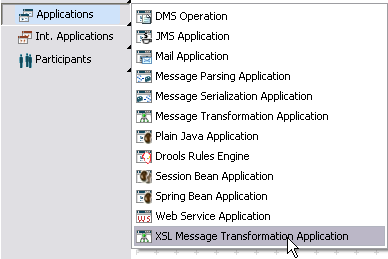 Applications
Int. Applications
Participants
DMS Operation
JMS Application
Mail Application
Message Parsing Application
Message Serialization Application
Message Transformation Application
Plain Java Application
Drools Rules Engine
Session Bean Application
Spring Bean Application
Web Service Application
XSL Message Transformation Application